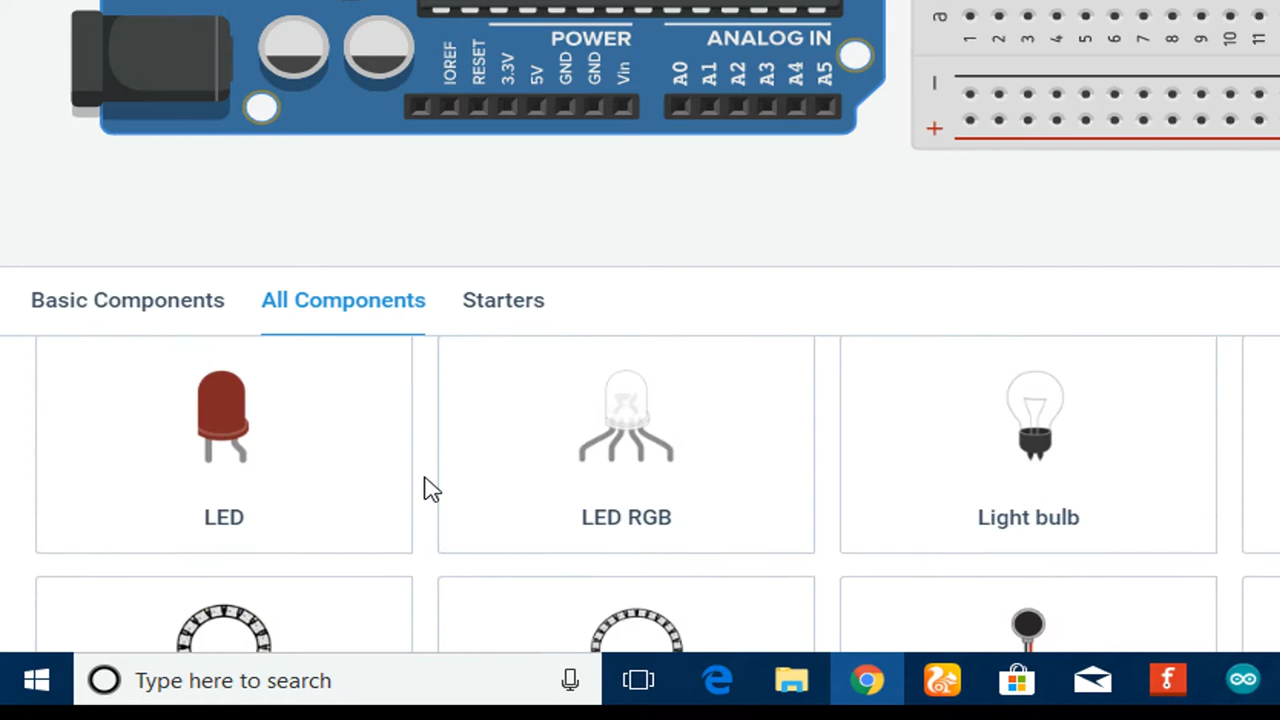 POWER
ANALOG IN
IOREF
RESET
3.3V
5V
GND
GND
Vin
A0
A1
A2
A3
A4
A5
a
1
2
3
4
5
6
7
8
9
10
11
−
+
Basic Components
All Components
Starters
LED
LED RGB
Light bulb
Type here to search